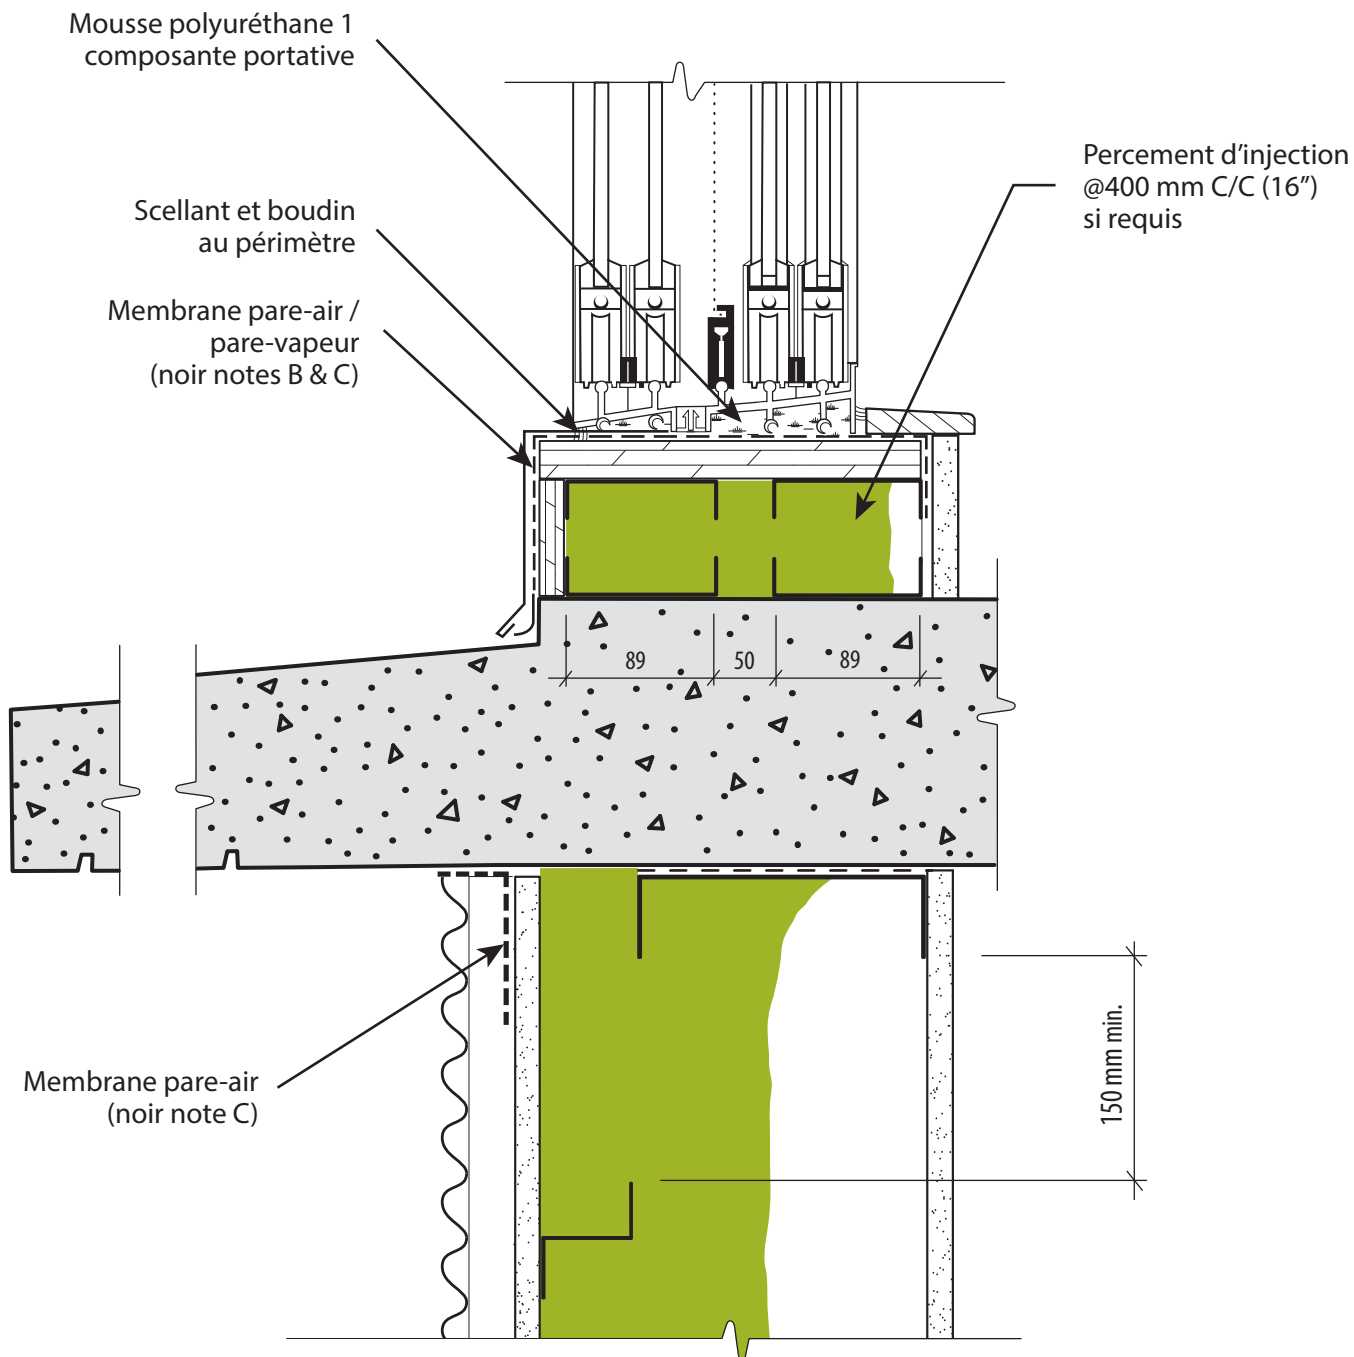 Mousse polyuréthane 1
composante portative
Percement d'injection
@400 mm C/C (16”)
si requis
Scellant et boudin
au périmètre
Membrane pare-air /
pare-vapeur
(noir notes B & C)
89
50
89
150 mm min.
Membrane pare-air
(noir note C)